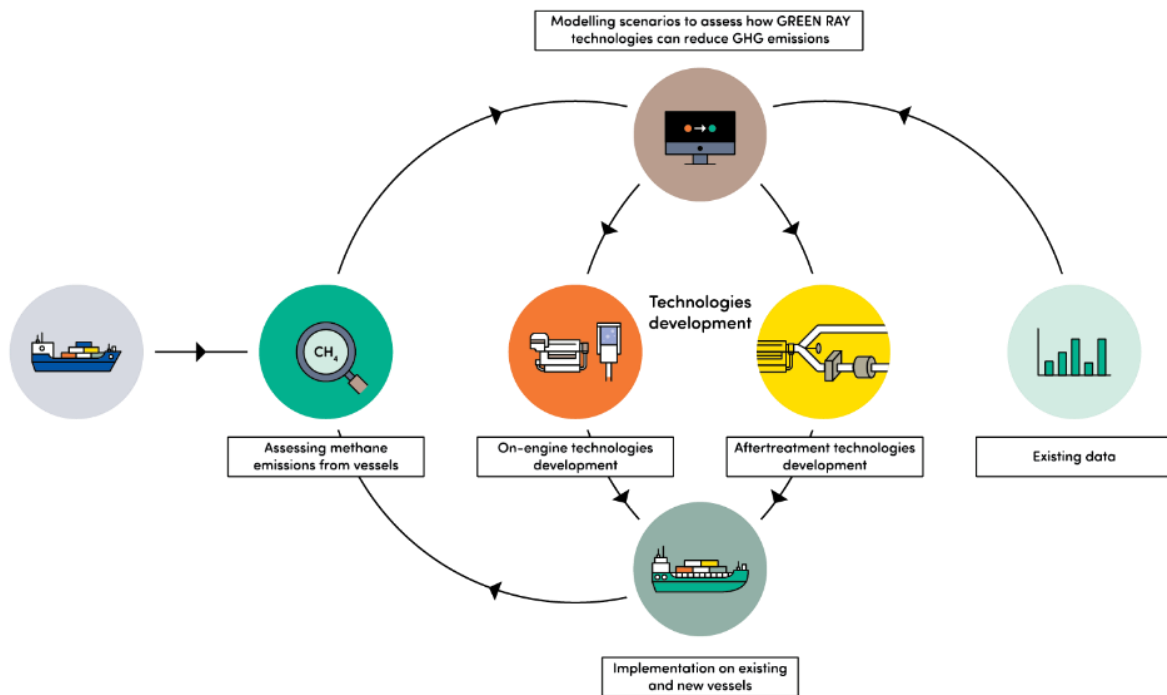 Modelling scenarios to assess how GREEN RAY
technologies can reduce GHG emissions
Technologies
development
CH₄
Assessing methane
emissions from vessels
On-engine technologies
development
Aftertreatment technologies
development
Existing data
Implementation on existing
and new vessels